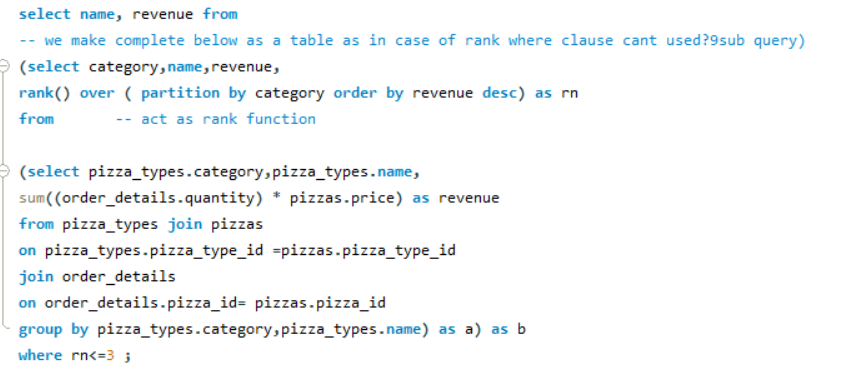 select name, revenue from
-- we make complete below as a table as in case of rank where clause cant used?9sub query)
(select category,name,revenue,
rank() over ( partition by category order by revenue desc) as rn
from       -- act as rank function
(select pizza_types.category,pizza_types.name,
sum((order_details.quantity) * pizzas.price) as revenue
from pizza_types join pizzas
on pizza_types.pizza_type_id =pizzas.pizza_type_id
join order_details
on order_details.pizza_id= pizzas.pizza_id
group by pizza_types.category,pizza_types.name) as a) as b
where rn<=3 ;